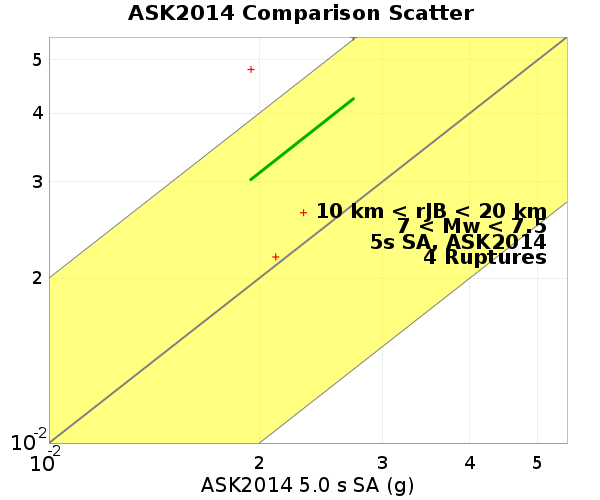 ASK2014 Comparison Scatter
5
4
3
2
10-2
10 km < rJB < 20 km
7 < Mw < 7.5
5s SA, ASK2014
4 Ruptures
10-2
2
3
4
5
ASK2014 5.0 s SA (g)